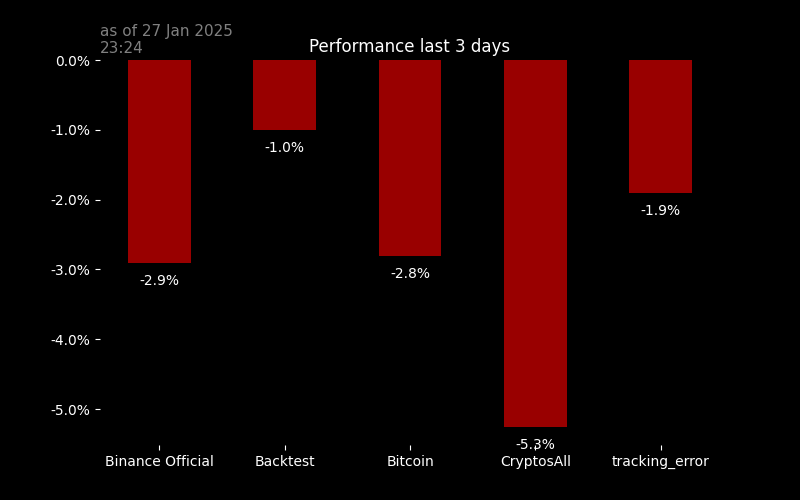 as of 27 Jan 2025
23:24
Performance last 3 days
0.0%
-1.0%
-2.0%
-3.0%
-4.0%
-5.0%
-2.9%
-1.0%
-2.8%
-5.3%
-1.9%
Binance Official
Backtest
Bitcoin
CryptosAll
tracking_error